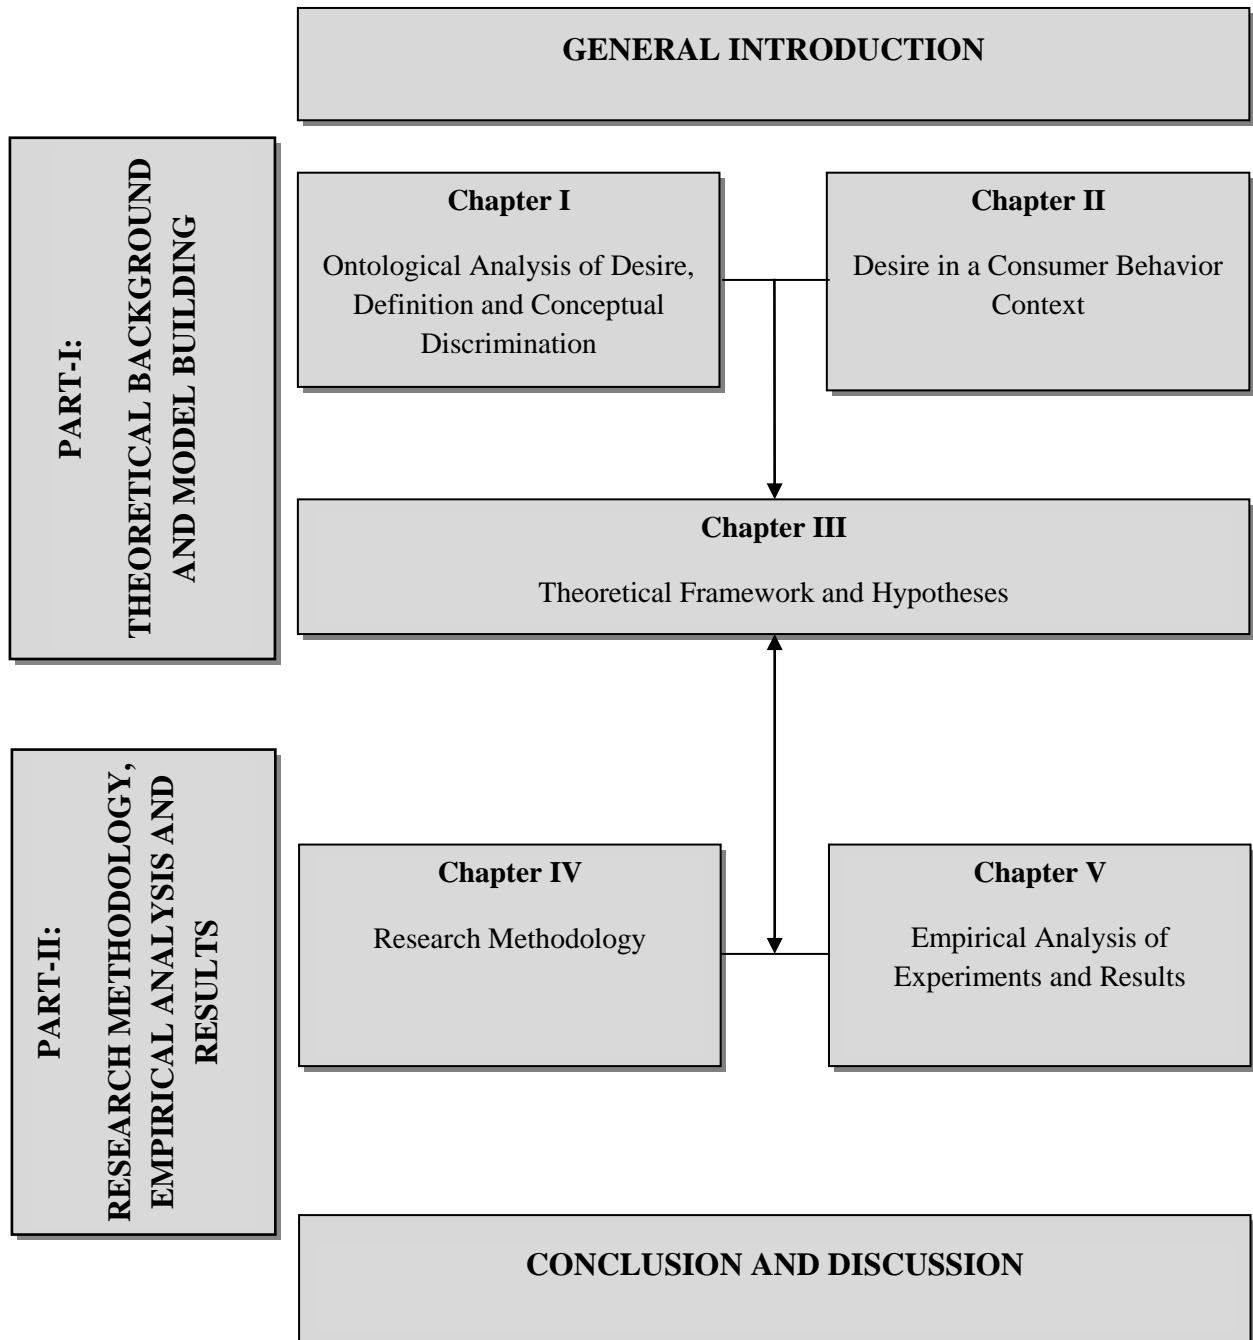 GENERAL INTRODUCTION
PART-I:
THEORETICAL BACKGROUND
AND MODEL BUILDING
Chapter I
Ontological Analysis of Desire,
Definition and Conceptual
Discrimination
Chapter II
Desire in a Consumer Behavior
Context
Chapter III
Theoretical Framework and Hypotheses
PART-II:
RESEARCH METHODOLOGY,
EMPIRICAL ANALYSIS AND
RESULTS
Chapter IV
Research Methodology
Chapter V
Empirical Analysis of
Experiments and Results
CONCLUSION AND DISCUSSION